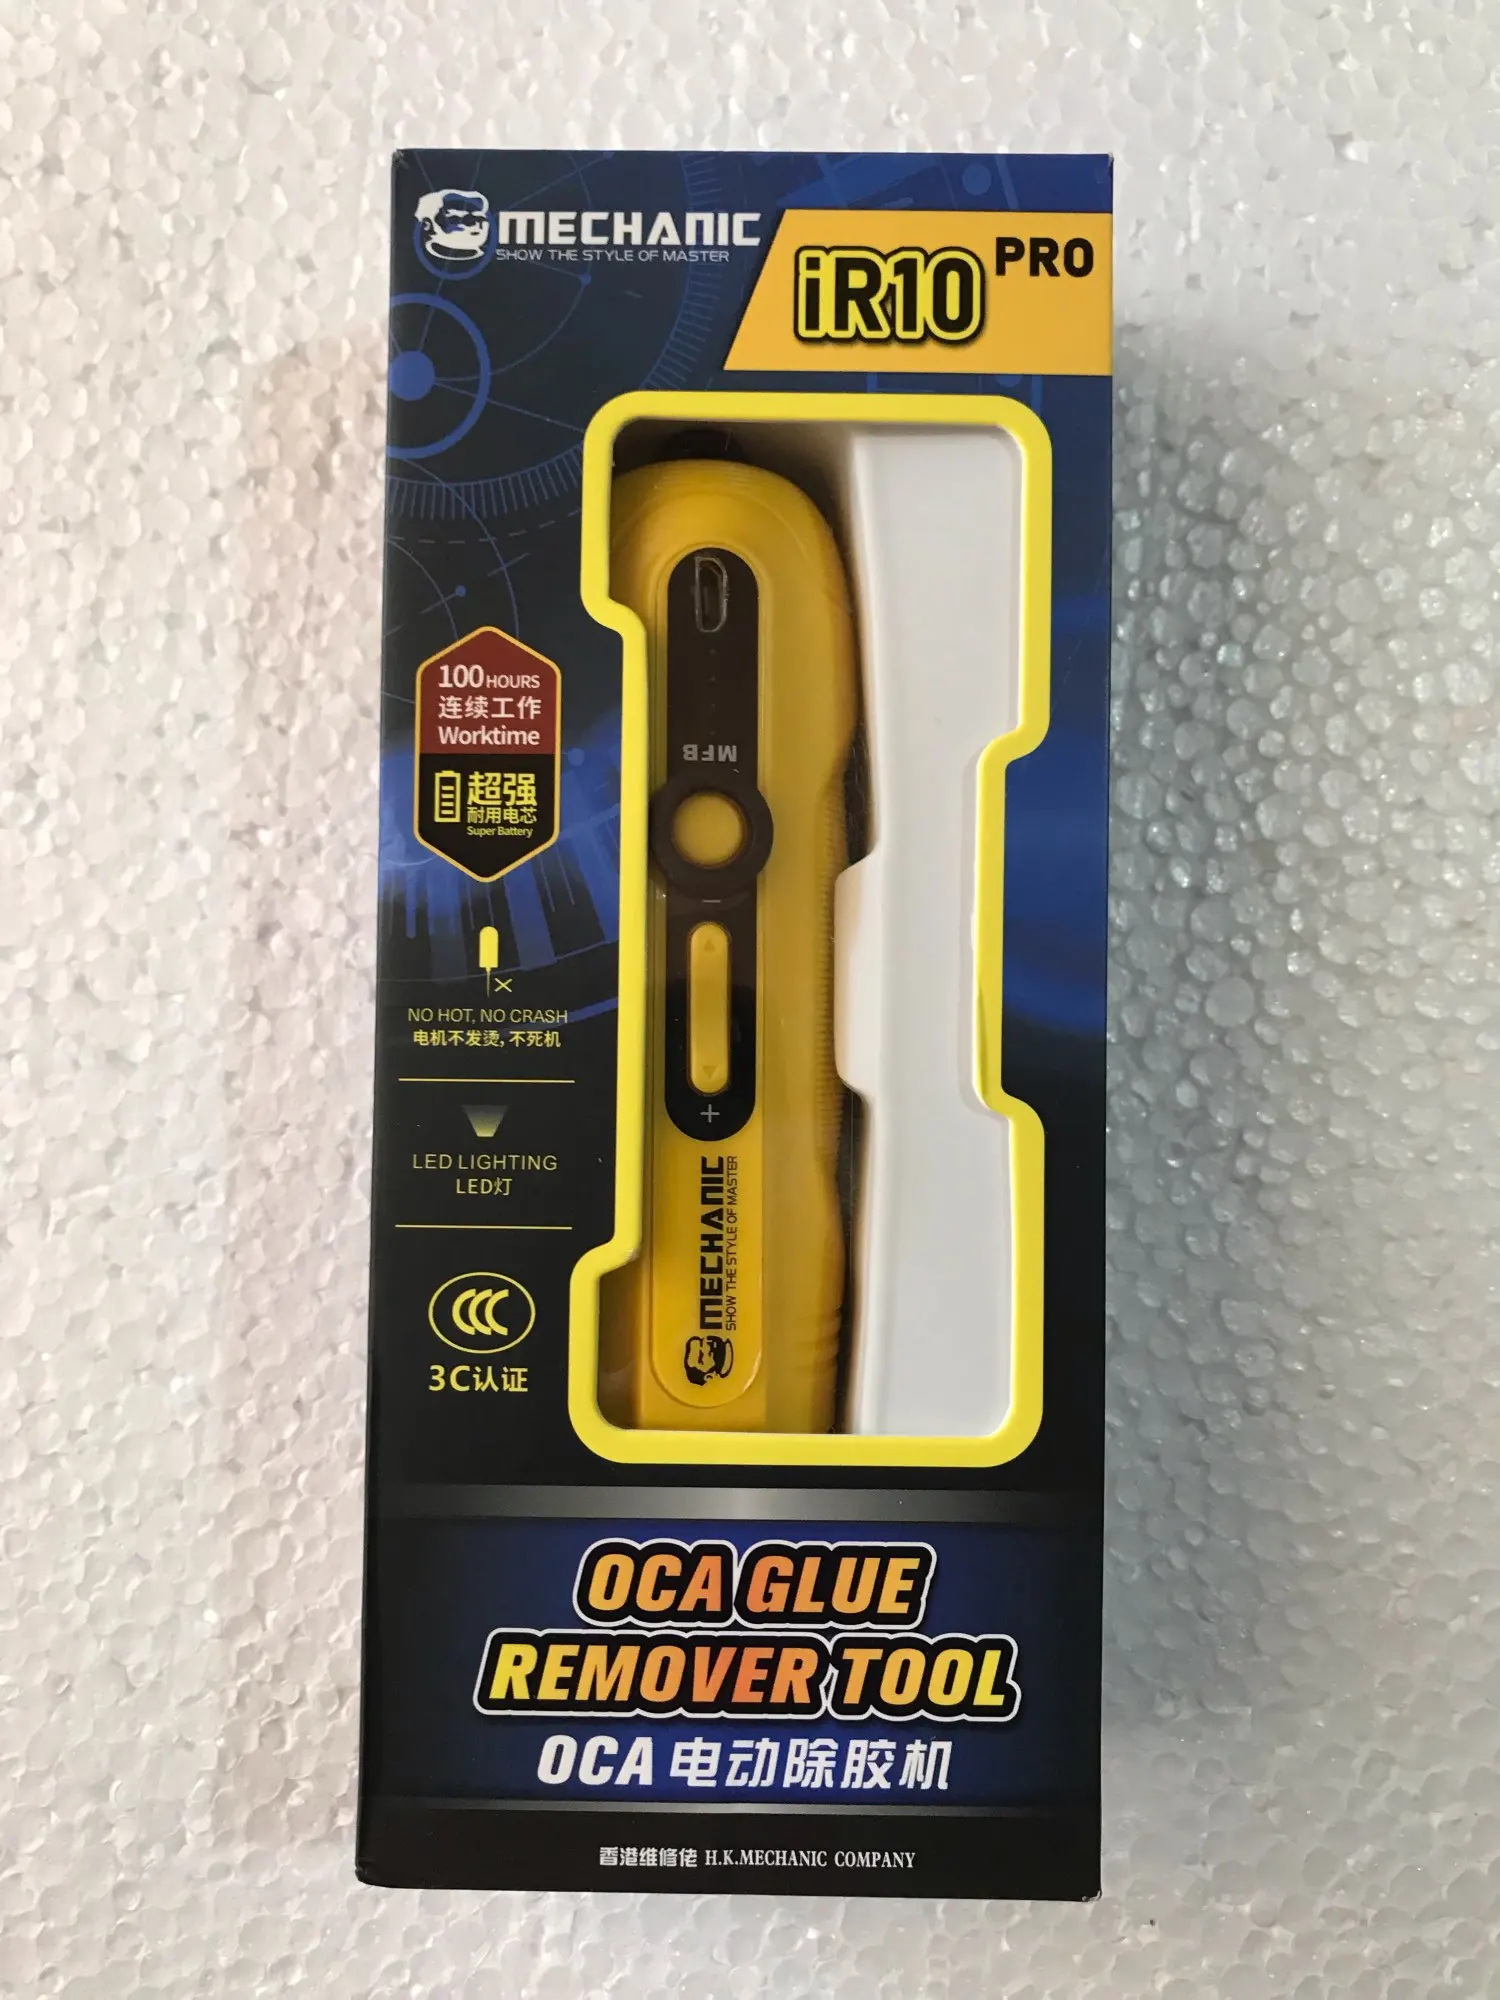 MECHANIC
SHOW THE STYLE OF MASTER
iR10 PRO
100 HOURS
连续工作
Worktime
超强
耐用电芯
Super Battery
NO HOT, NO CRASH
电机不发烫, 不死机
LED LIGHTING
LED灯
CCC
3C认证
MFB
−
+
MECHANIC
SHOW THE STYLE OF MASTER
OCA GLUE
REMOVER TOOL
OCA 电动除胶机
香港维修佬 H.K.MECHANIC COMPANY